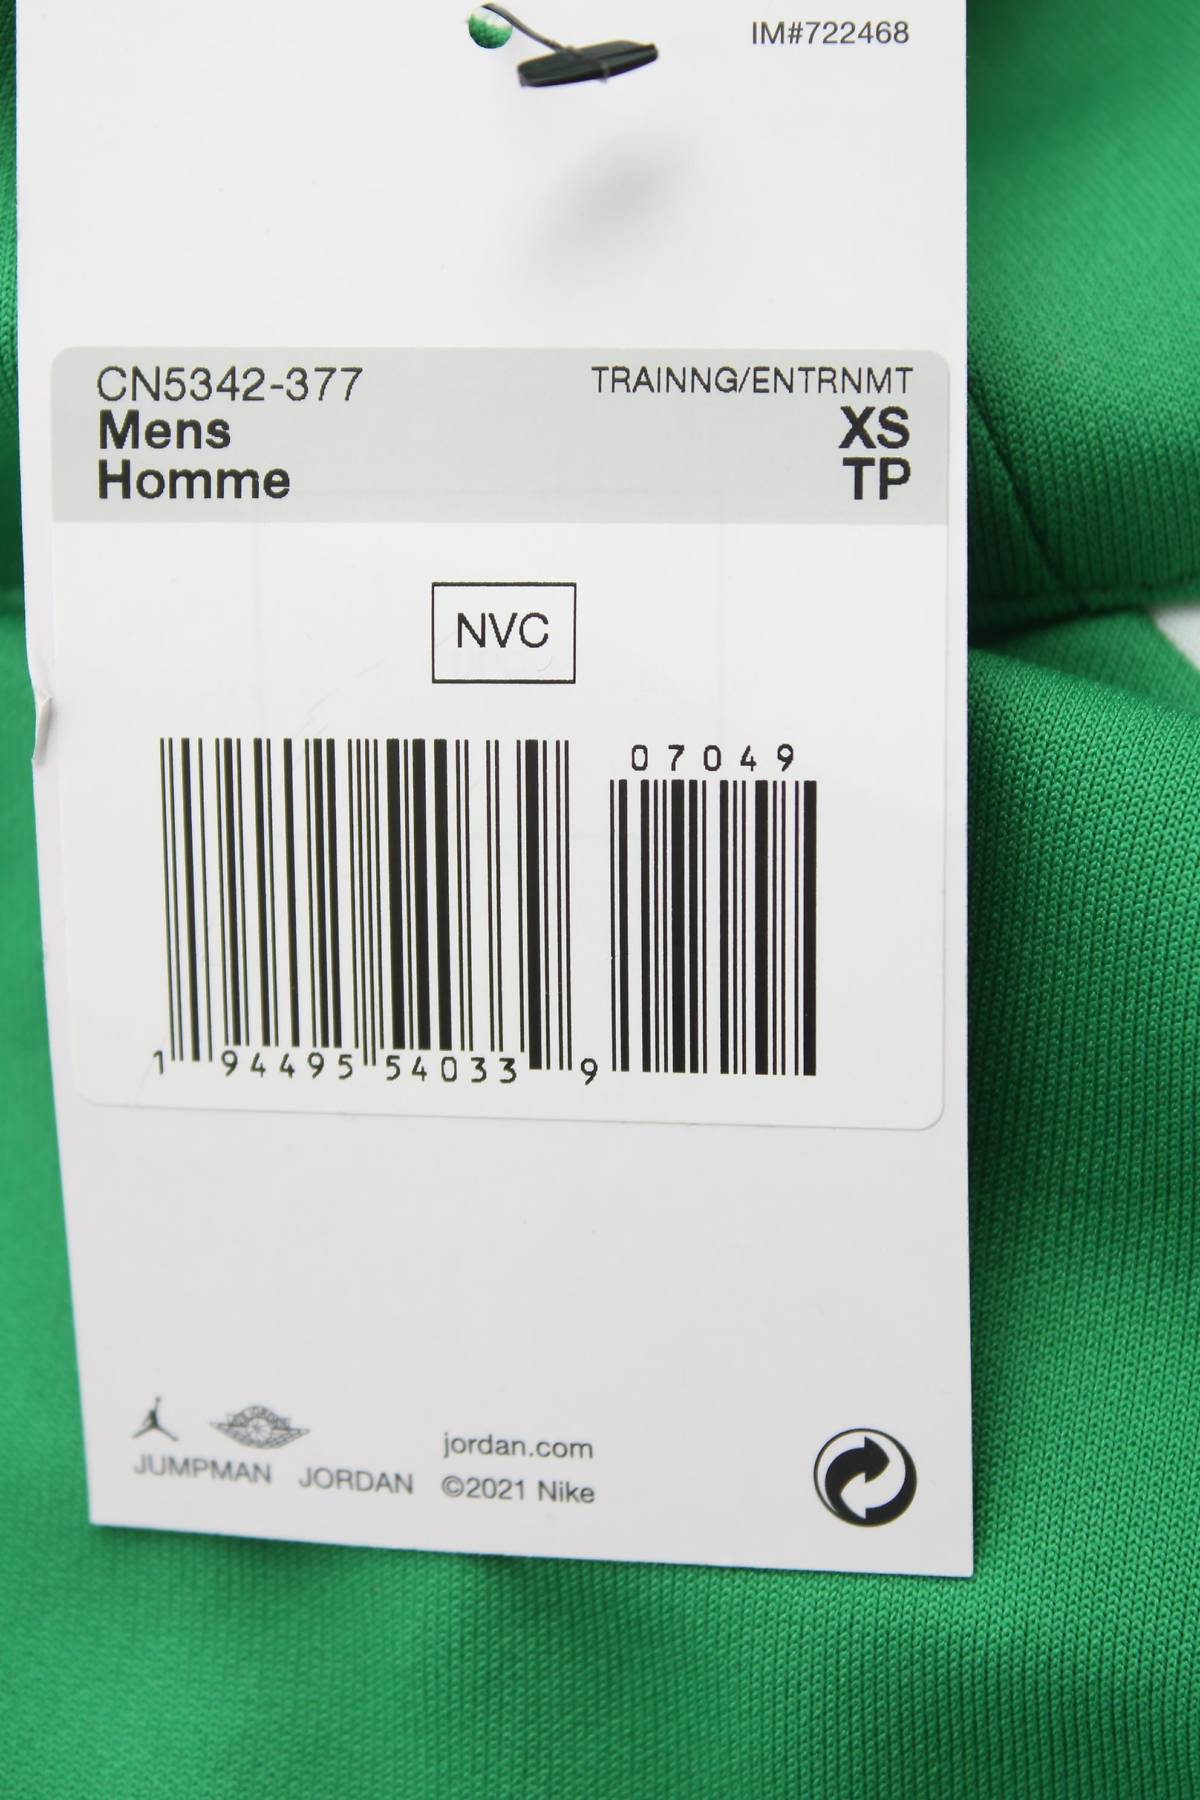 IM#722468
CN5342-377 TRAINNG/ENTRNMT
Mens XS
Homme TP
NVC
07049
1 94495 54033 9
jordan.com
JUMPMAN JORDAN ©2021 Nike